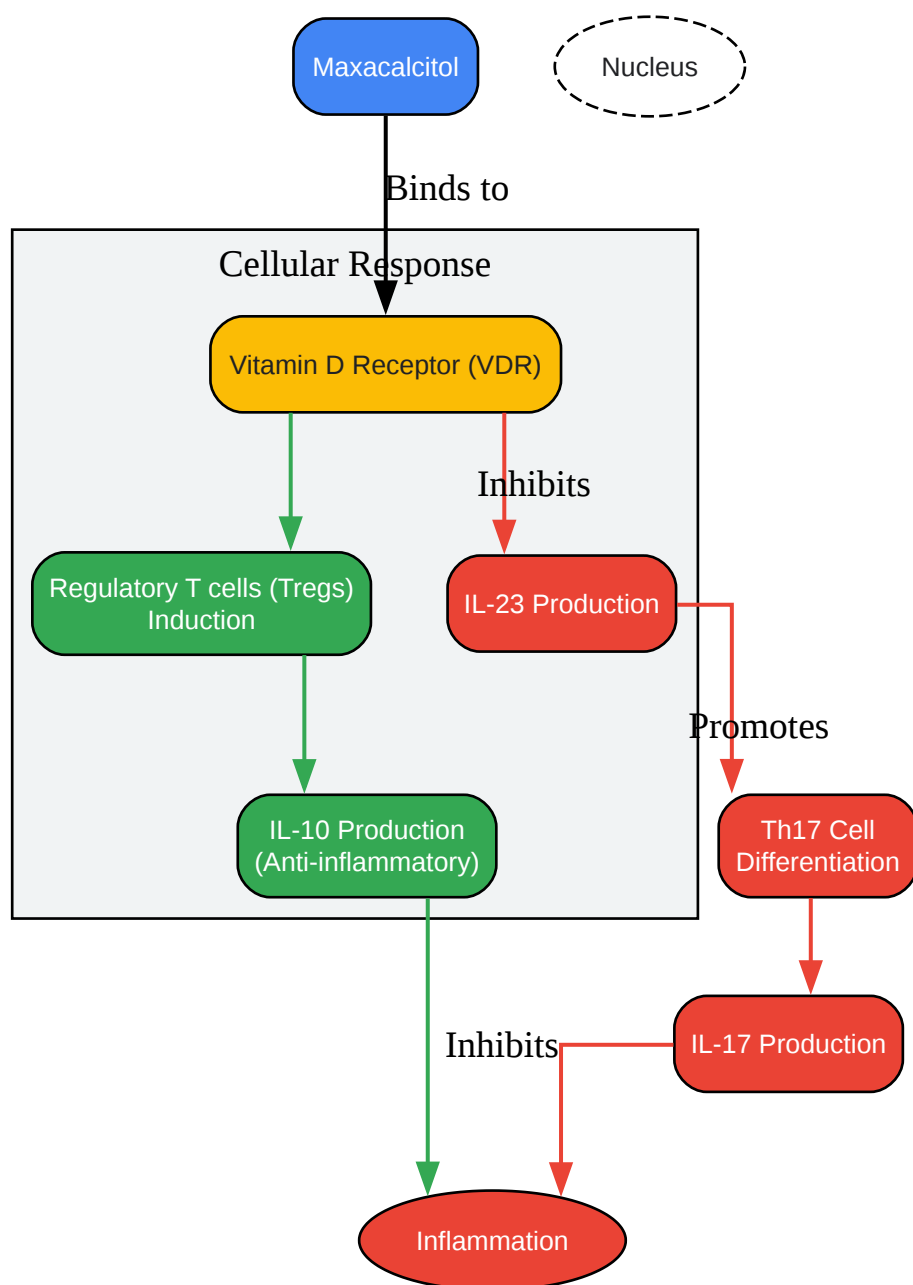 Maxacalcitol
Nucleus
Binds to
Cellular Response
Vitamin D Receptor (VDR)
Inhibits
Regulatory T cells (Tregs)
Induction
IL-23 Production
Promotes
IL-10 Production
(Anti-inflammatory)
Th17 Cell
Differentiation
Inhibits
IL-17 Production
Inflammation